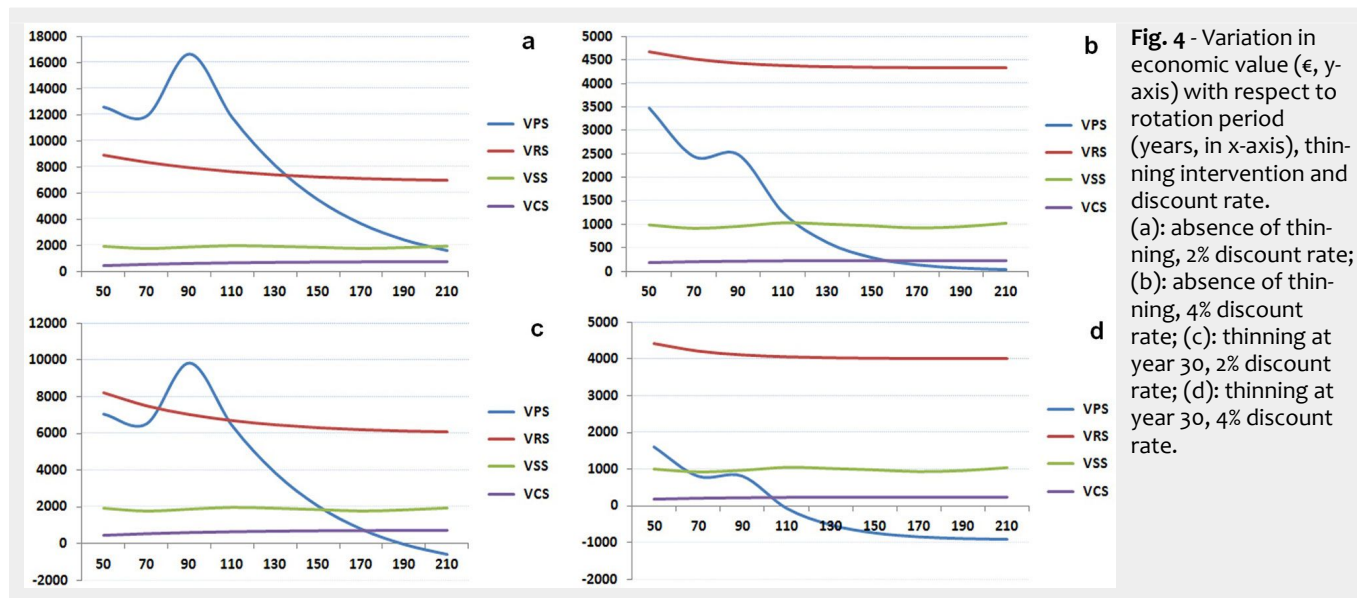 a
18000
16000
14000
12000
10000
8000
6000
4000
2000
0
50 70 90 110 130 150 170 190 210
VPS
VRS
VSS
VCS
b
5000
4500
4000
3500
3000
2500
2000
1500
1000
500
0
50 70 90 110 130 150 170 190 210
VPS
VRS
VSS
VCS
c
12000
10000
8000
6000
4000
2000
0
-2000
50 70 90 110 130 150 170 190 210
VPS
VRS
VSS
VCS
d
5000
4000
3000
2000
1000
0
-1000
-2000
50 70 90 110 130 150 170 190 210
VPS
VRS
VSS
VCS
Fig. 4 - Variation in
economic value (€, y-
axis) with respect to
rotation period
(years, in x-axis), thin-
ning intervention and
discount rate.
(a): absence of thin-
ning, 2% discount rate;
(b): absence of thin-
ning, 4% discount
rate; (c): thinning at
year 30, 2% discount
rate; (d): thinning at
year 30, 4% discount
rate.